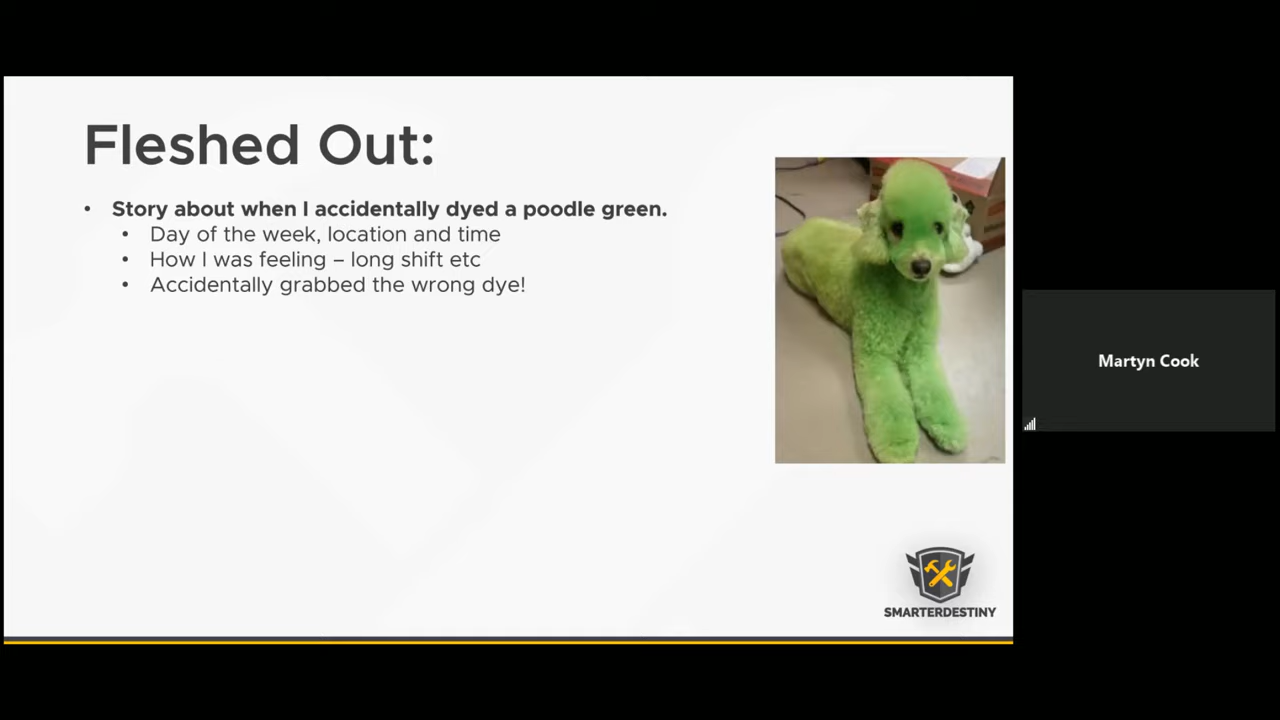 Fleshed Out:
• Story about when I accidentally dyed a poodle green.
• Day of the week, location and time
• How I was feeling – long shift etc
• Accidentally grabbed the wrong dye!
Martyn Cook
SMARTERDESTINY